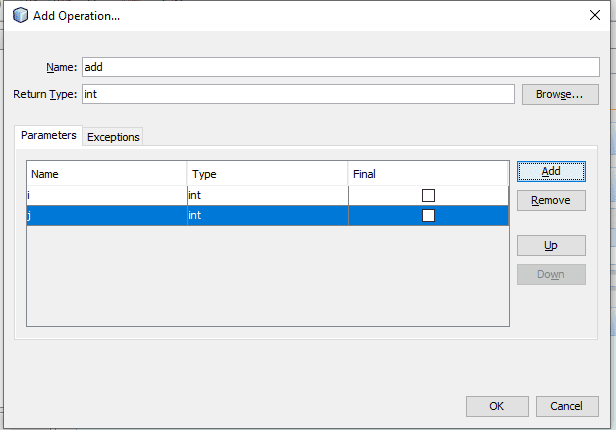 Add Operation...
Name: add
Return Type: int Browse...
Parameters Exceptions
Name Type Final Add
i int
Remove
j int
Up
Down
OK Cancel